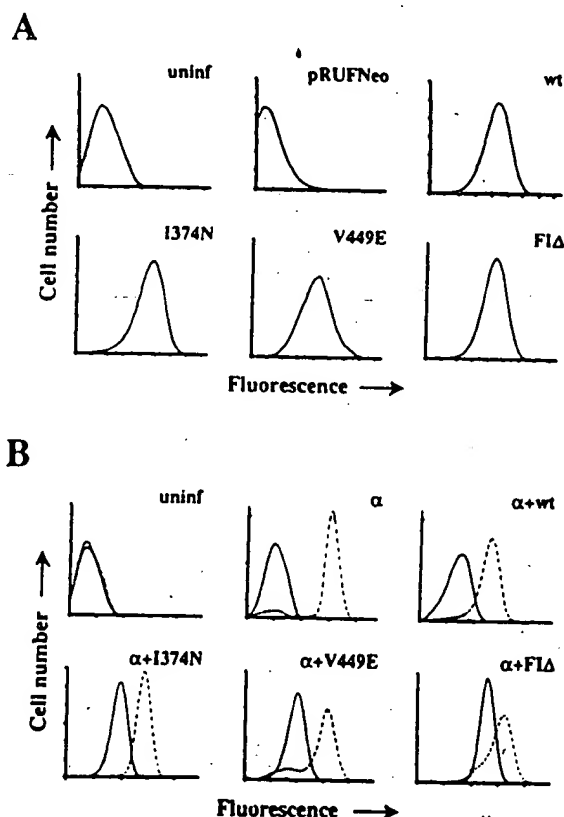 A
uninf
pRUFNeo
wt
I374N
V449E
FIΔ
Cell number
Fluorescence
B
uninf
α
α+wt
α+I374N
α+V449E
α+FIΔ
Cell number
Fluorescence